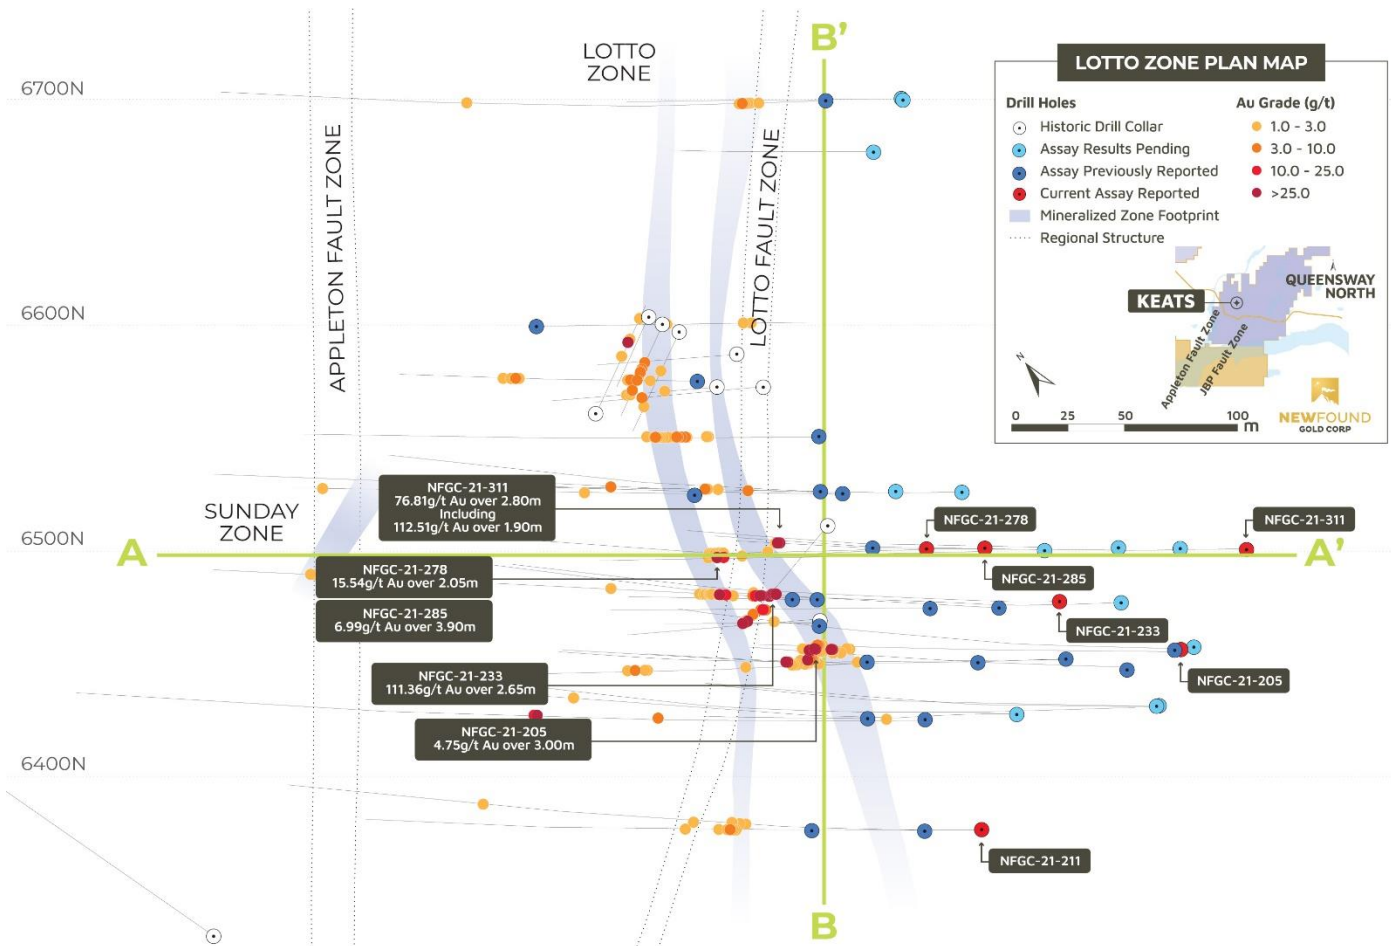 B'
LOTTO
ZONE
6700N
LOTTO ZONE PLAN MAP
Drill Holes
Historic Drill Collar
Assay Results Pending
Assay Previously Reported
Current Assay Reported
Mineralized Zone Footprint
Regional Structure
Au Grade (g/t)
1.0 - 3.0
3.0 - 10.0
10.0 - 25.0
>25.0
QUEENSWAY
NORTH
KEATS
Appleton Fault Zone
JBP Fault Zone
N
0 25 50 100 m
NEWFOUND
GOLD CORP
APPLETON FAULT ZONE
LOTTO FAULT ZONE
6600N
SUNDAY
ZONE
NFGC-21-311
76.81g/t Au over 2.80m
Including
112.51g/t Au over 1.90m
NFGC-21-278
NFGC-21-311
6500N
A
A'
NFGC-21-278
15.54g/t Au over 2.05m
NFGC-21-285
NFGC-21-285
6.99g/t Au over 3.90m
NFGC-21-233
NFGC-21-233
111.36g/t Au over 2.65m
NFGC-21-205
NFGC-21-205
4.75g/t Au over 3.00m
6400N
NFGC-21-211
B